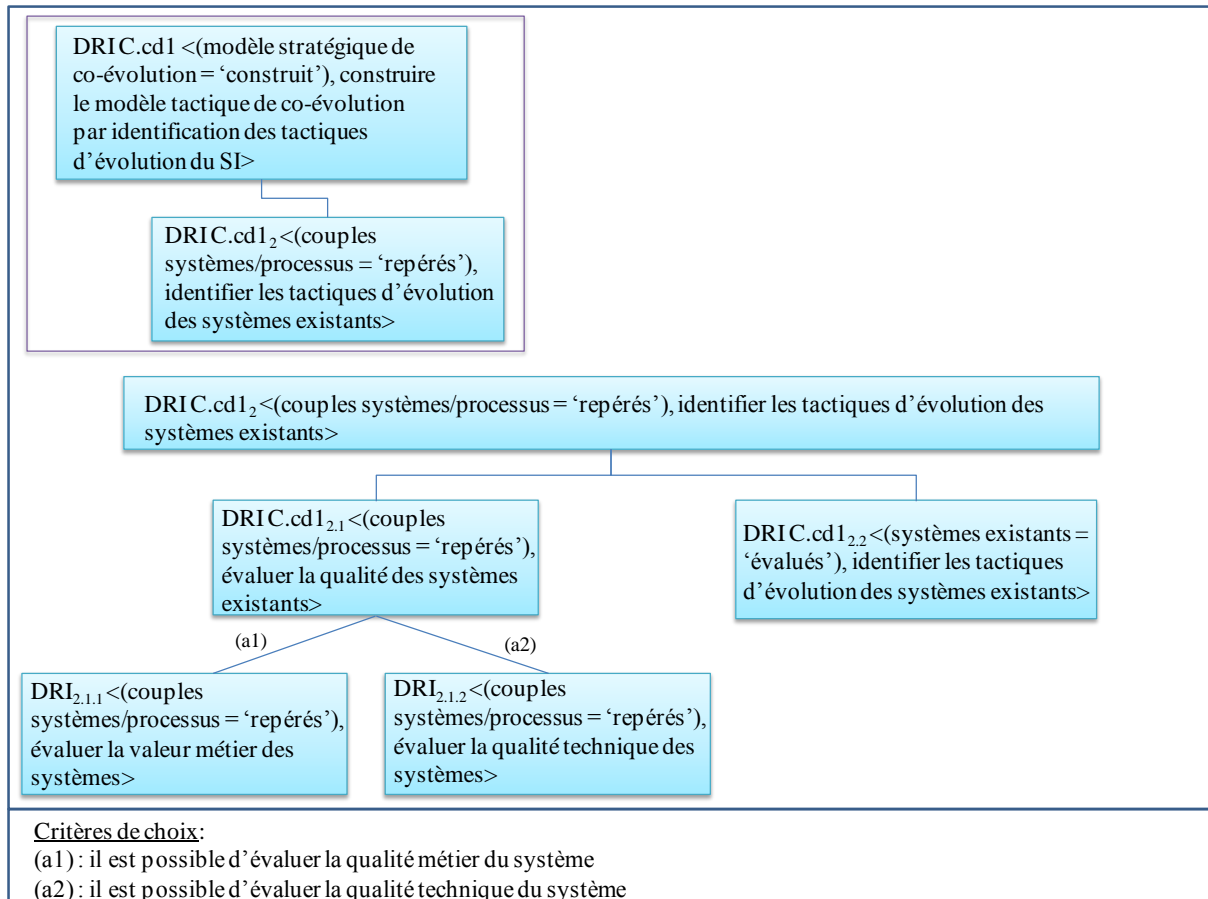 DRIC.cd1 <(modèle stratégique de
co-évolution = ‘construit’), construire
le modèle tactique de co-évolution
par identification des tactiques
d’évolution du SI>
DRIC.cd1₂<(couples
systèmes/processus = ‘repérés’),
identifier les tactiques d’évolution
des systèmes existants>
DRIC.cd1₂<(couples systèmes/processus = ‘repérés’), identifier les tactiques d’évolution des
systèmes existants>
DRIC.cd1₂.₁<(couples
systèmes/processus = ‘repérés’),
évaluer la qualité des systèmes
existants>
DRIC.cd1₂.₂<(systèmes existants =
‘évalués’), identifier les tactiques
d’évolution des systèmes existants>
(a1)
(a2)
DRI₂.₁.₁<(couples
systèmes/processus = ‘repérés’),
évaluer la valeur métier des
systèmes>
DRI₂.₁.₂<(couples
systèmes/processus = ‘repérés’),
évaluer la qualité technique des
systèmes>
Critères de choix:
(a1) : il est possible d’évaluer la qualité métier du système
(a2) : il est possible d’évaluer la qualité technique du système